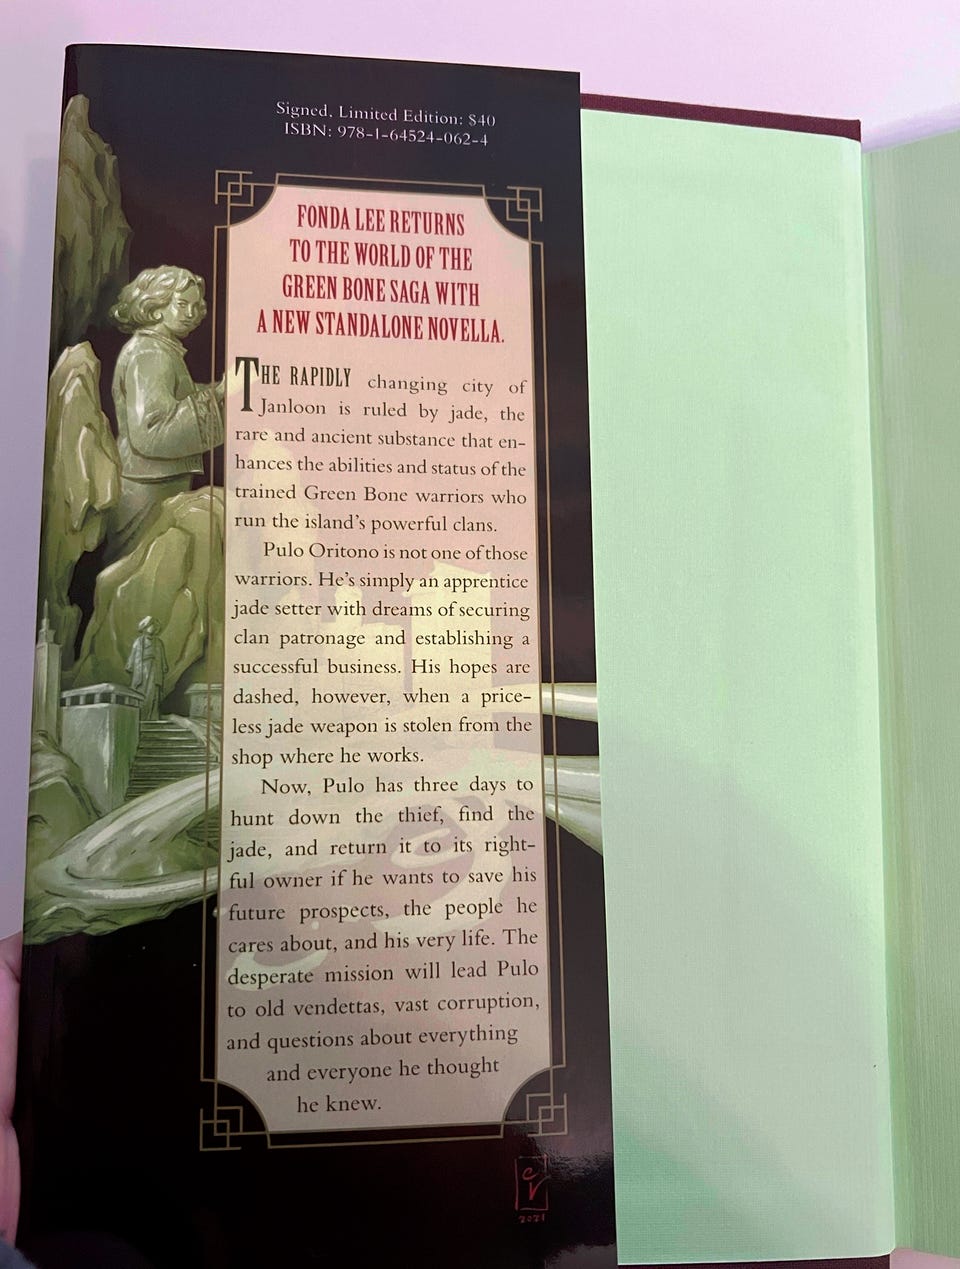 Signed, Limited Edition: $40
ISBN: 978-1-64524-062-4
FONDA LEE RETURNS
TO THE WORLD OF THE
GREEN BONE SAGA WITH
A NEW STANDALONE NOVELLA.
THE RAPIDLY changing city of
Janloon is ruled by jade, the
rare and ancient substance that en-
hances the abilities and status of the
trained Green Bone warriors who
run the island's powerful clans.
Pulo Oritono is not one of those
warriors. He's simply an apprentice
jade setter with dreams of securing
clan patronage and establishing a
successful business. His hopes are
dashed, however, when a price-
less jade weapon is stolen from the
shop where he works.
Now, Pulo has three days to
hunt down the thief, find the
jade, and return it to its right-
ful owner if he wants to save his
future prospects, the people he
cares about, and his very life. The
desperate mission will lead Pulo
to old vendettas, vast corruption,
and questions about everything
and everyone he thought
he knew.
2021